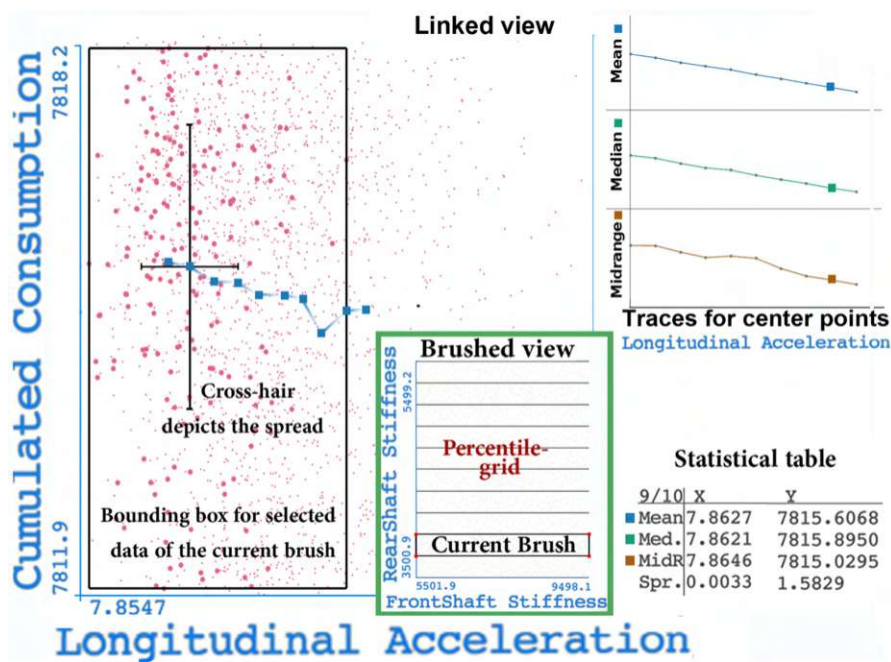 Linked view
Cumulated Consumption
7818.2
7811.9
7.8547
Longitudinal Acceleration
Cross-hair
depicts the spread
Bounding box for selected
data of the current brush
Mean
Median
Midrange
Traces for center points
Longitudinal Acceleration
Brushed view
RearShaft Stiffness
5499.2
3500.9
Percentile-
grid
Current Brush
5501.9 9498.1
FrontShaft Stiffness
Statistical table
9/10 X Y
Mean 7.8627 7815.6068
Med. 7.8621 7815.8950
MidR 7.8646 7815.0295
Spr. 0.0033 1.5829